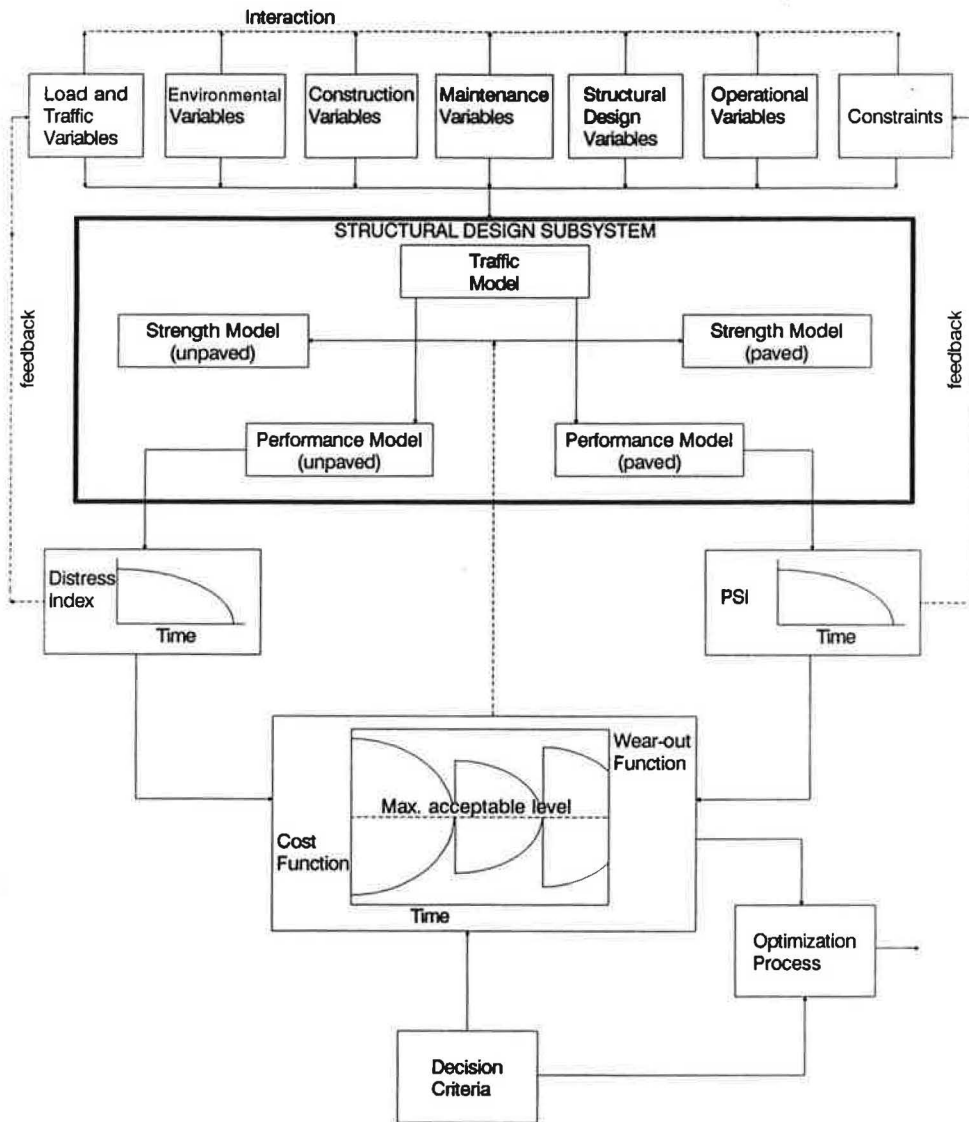 Interaction
Load and
Traffic
Variables
Environmental
Variables
Construction
Variables
Maintenance
Variables
Structural
Design
Variables
Operational
Variables
Constraints
STRUCTURAL DESIGN SUBSYSTEM
Traffic
Model
Strength Model
(unpaved)
Strength Model
(paved)
feedback
feedback
Performance Model
(unpaved)
Performance Model
(paved)
Distress
Index
Time
PSI
Time
Wear-out
Function
Max. acceptable level
Cost
Function
Time
Optimization
Process
Decision
Criteria